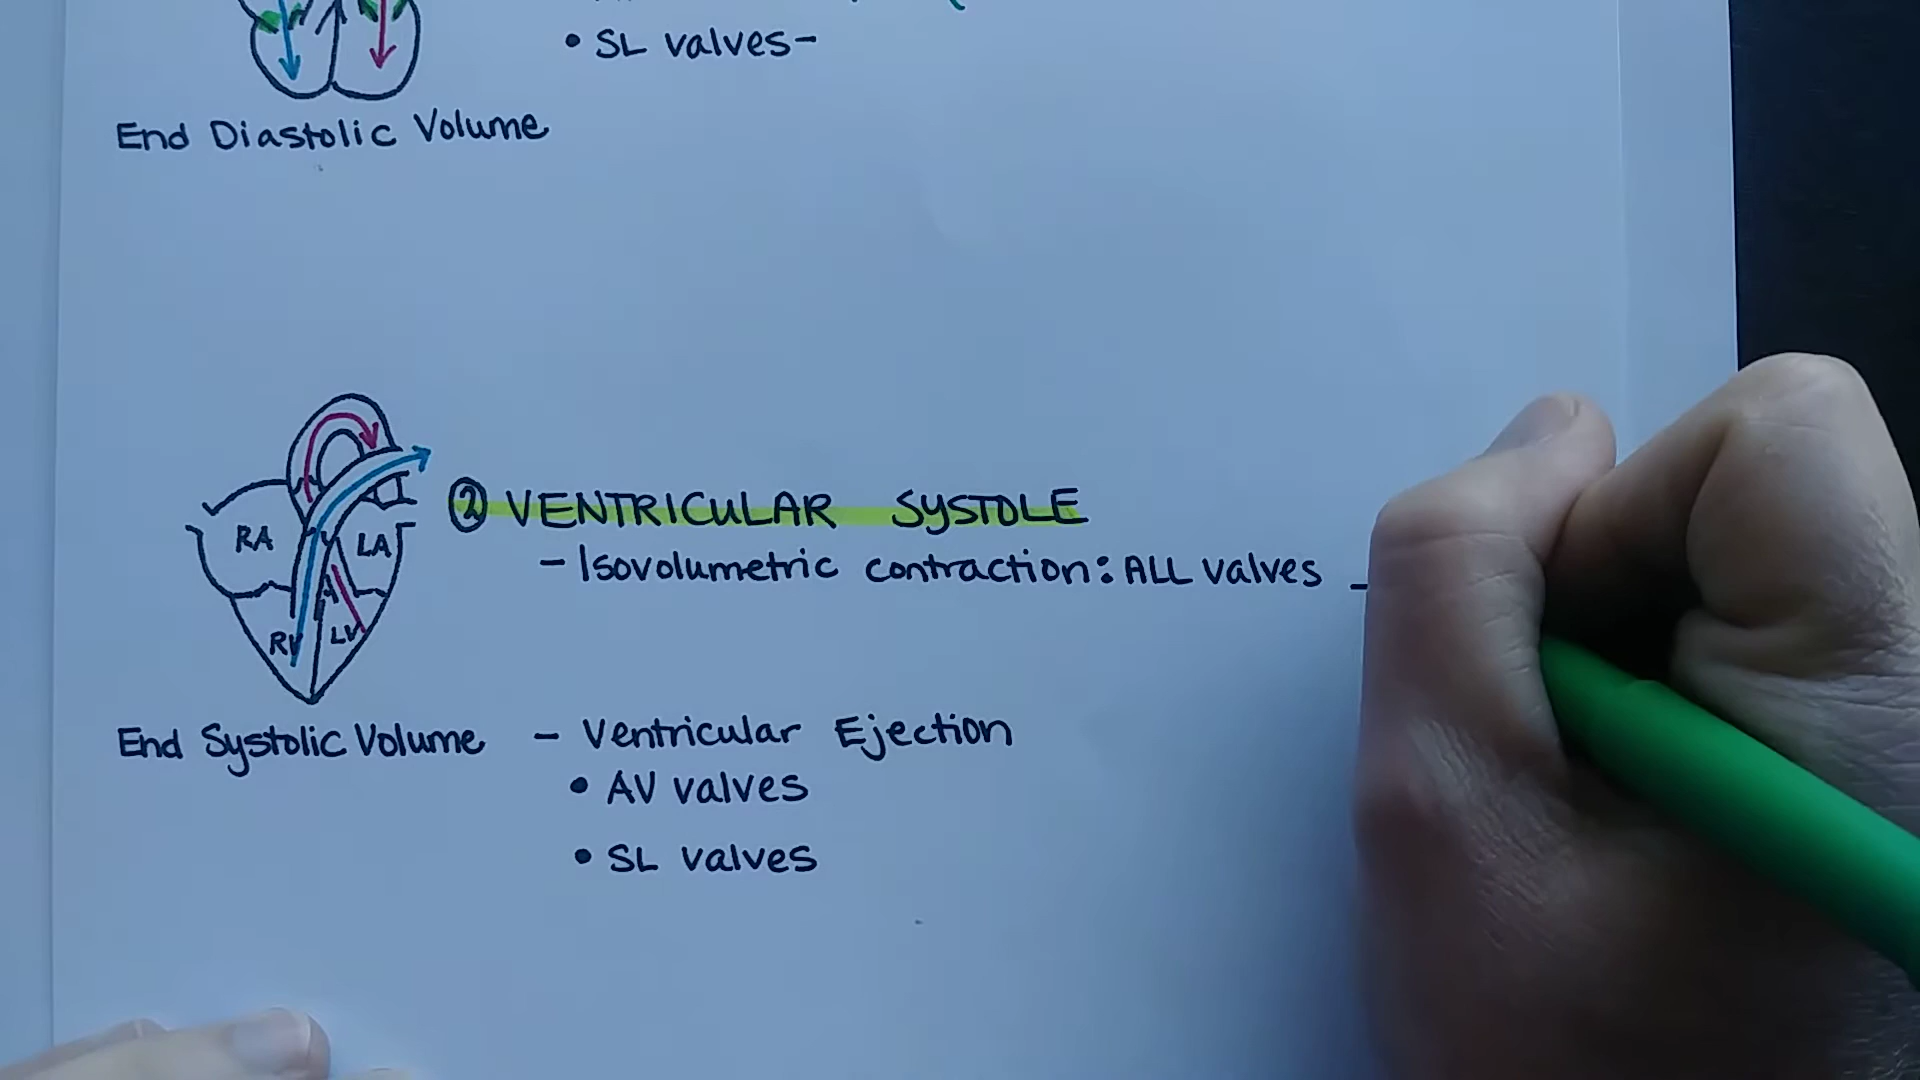 • SL valves-
End Diastolic Volume
② VENTRICULAR SYSTOLE
RA
LA
- Isovolumetric contraction: ALL valves _
RV
LV
End Systolic Volume
- Ventricular Ejection
• AV valves
• SL valves